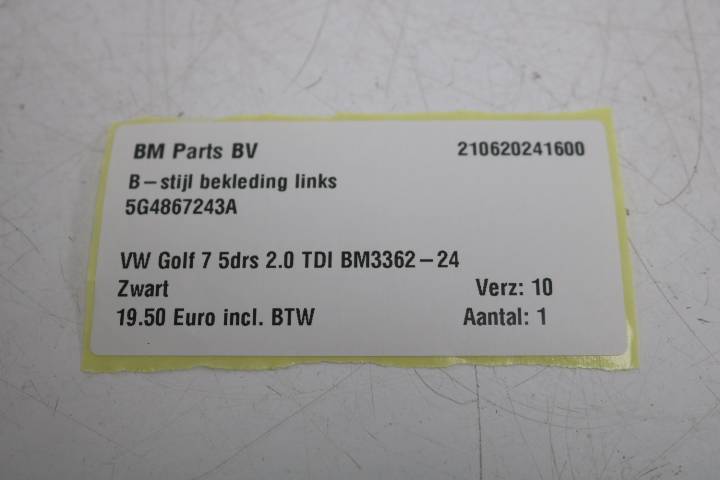 BM Parts BV 210620241600
B-stijl bekleding links
5G4867243A
VW Golf 7 5drs 2.0 TDI BM3362-24
Zwart Verz: 10
19.50 Euro incl. BTW Aantal: 1